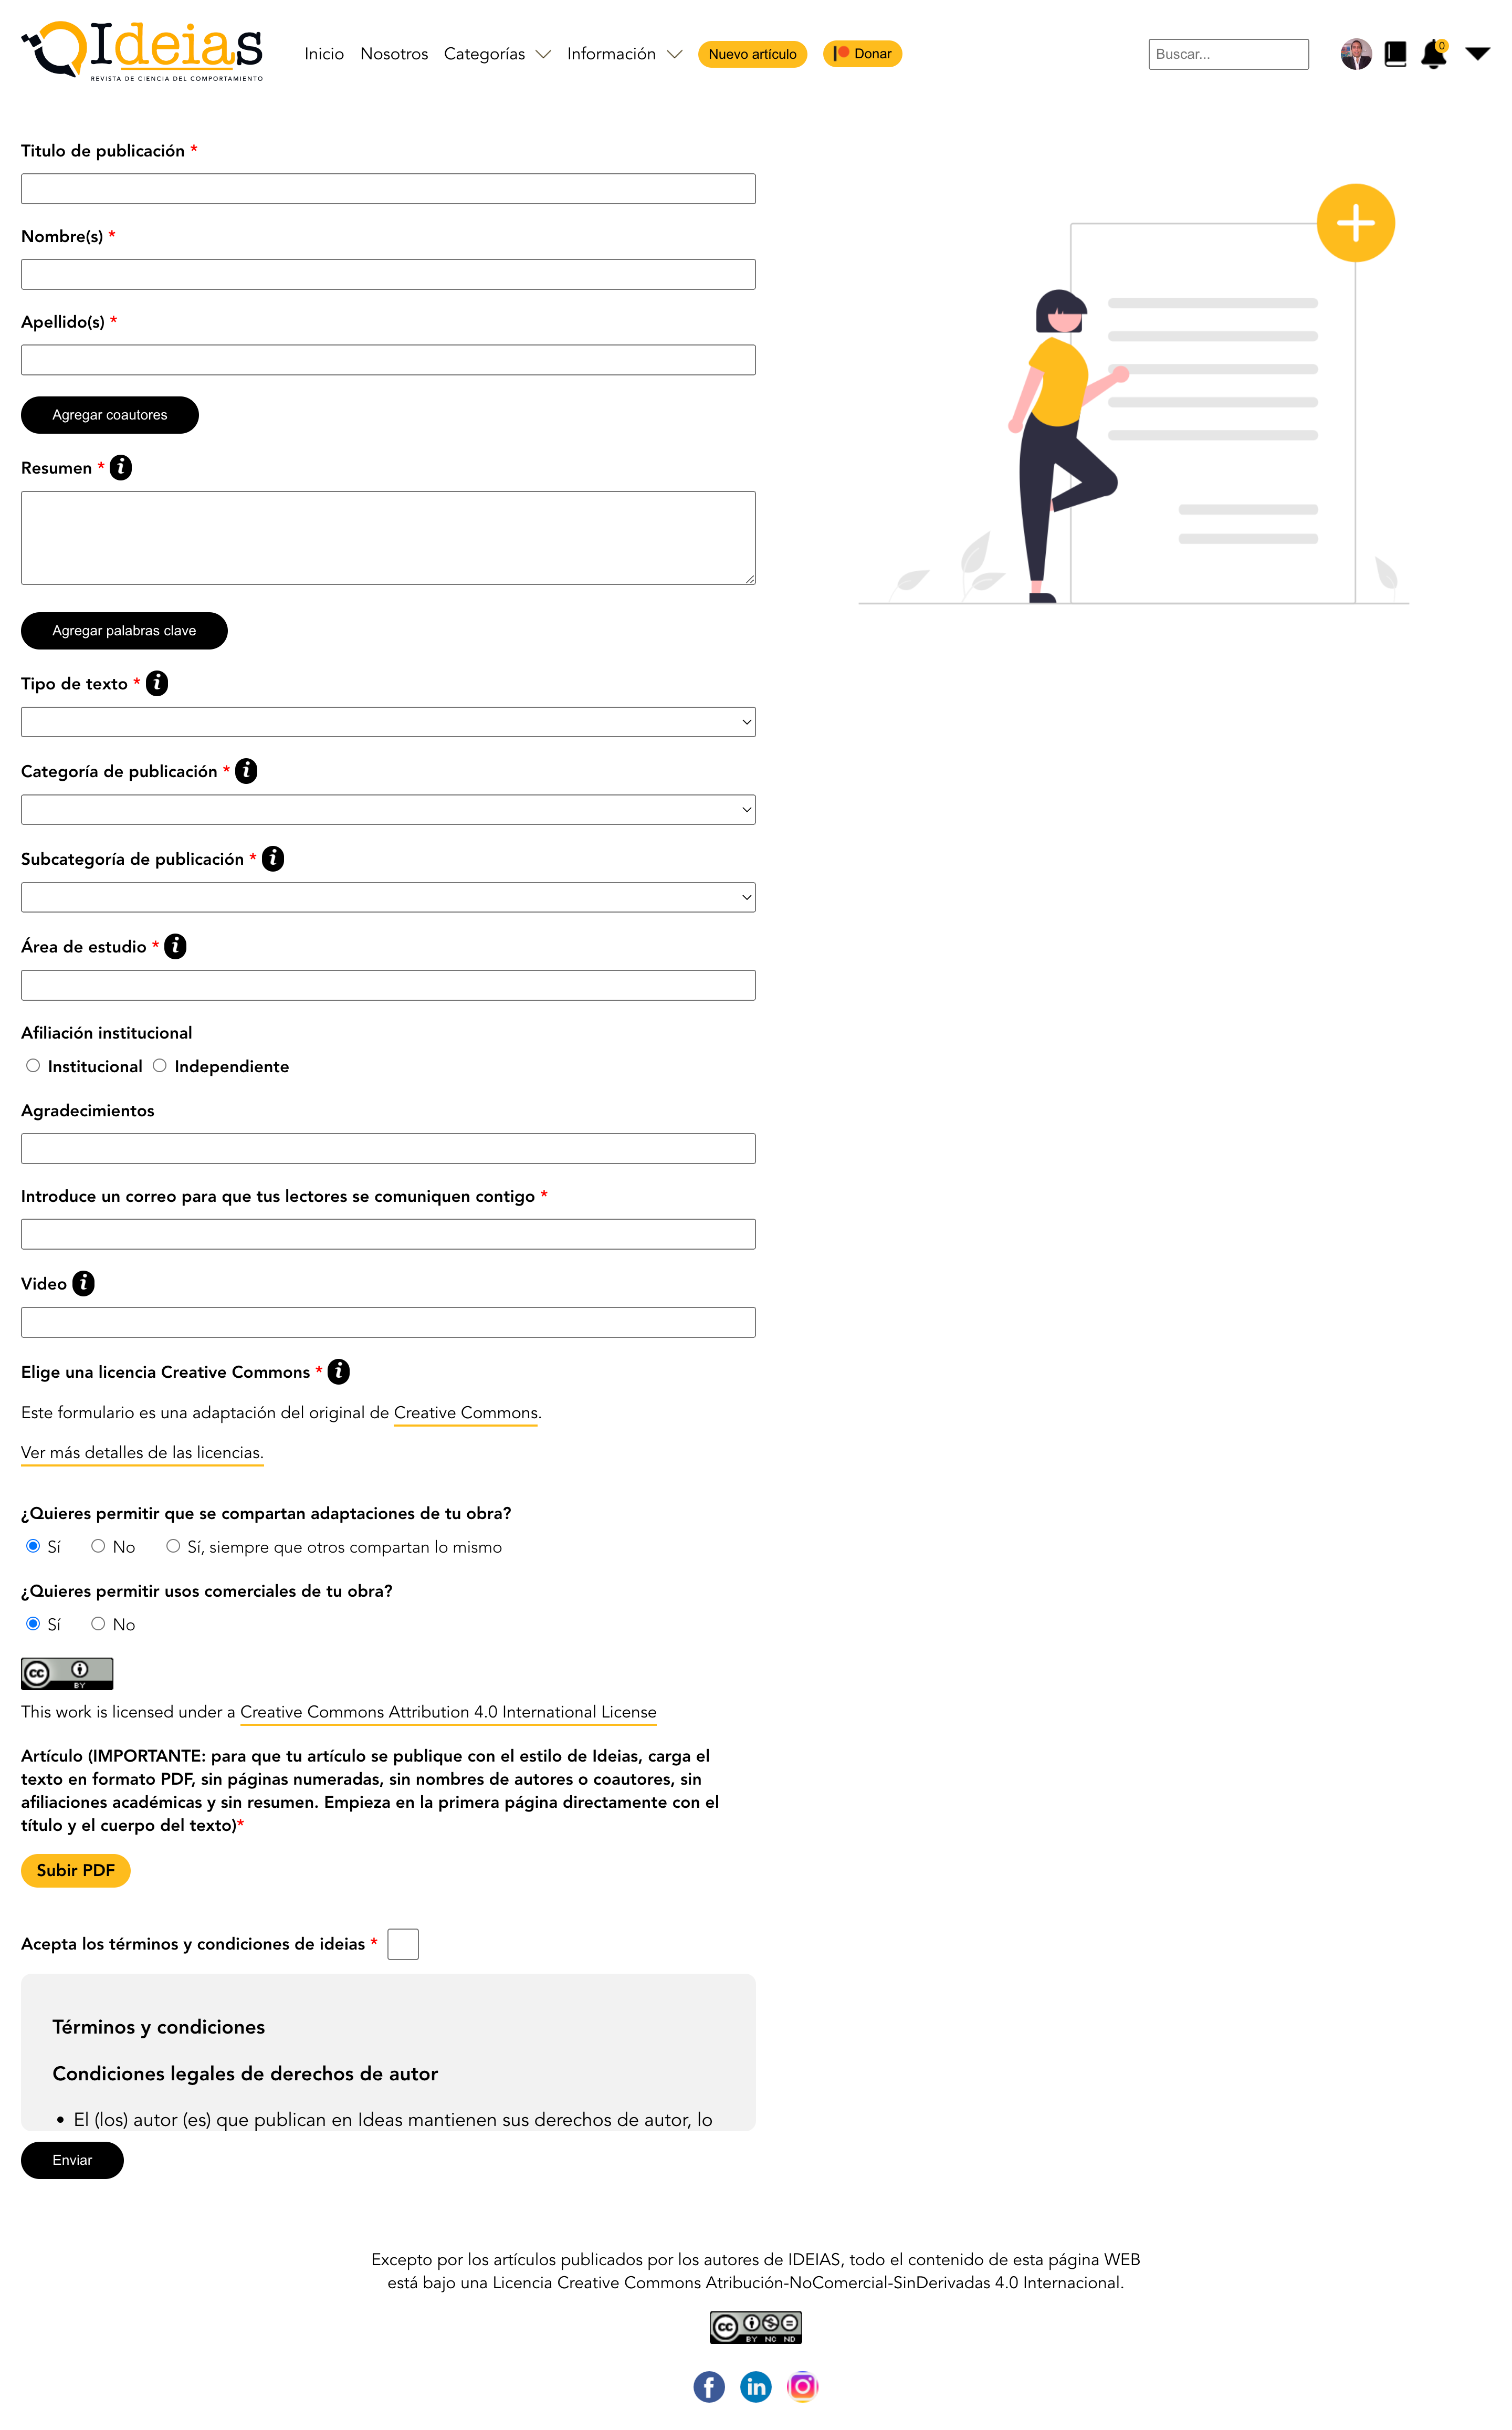 Ideias
REVISTA DE CIENCIA DEL COMPORTAMIENTO
Inicio Nosotros Categorías Información Nuevo artículo Donar Buscar... 0
Titulo de publicación *
Nombre(s) *
Apellido(s) *
Agregar coautores
Resumen * i
Agregar palabras clave
Tipo de texto * i
Categoría de publicación * i
Subcategoría de publicación * i
Área de estudio * i
Afiliación institucional
Institucional Independiente
Agradecimientos
Introduce un correo para que tus lectores se comuniquen contigo *
Video i
Elige una licencia Creative Commons * i
Este formulario es una adaptación del original de Creative Commons.
Ver más detalles de las licencias.
¿Quieres permitir que se compartan adaptaciones de tu obra?
Sí No Sí, siempre que otros compartan lo mismo
¿Quieres permitir usos comerciales de tu obra?
Sí No
cc BY
This work is licensed under a Creative Commons Attribution 4.0 International License
Artículo (IMPORTANTE: para que tu artículo se publique con el estilo de Ideias, carga el
texto en formato PDF, sin páginas numeradas, sin nombres de autores o coautores, sin
afiliaciones académicas y sin resumen. Empieza en la primera página directamente con el
título y el cuerpo del texto)*
Subir PDF
Acepta los términos y condiciones de ideias *
Términos y condiciones
Condiciones legales de derechos de autor
• El (los) autor (es) que publican en Ideas mantienen sus derechos de autor, lo
Enviar
Excepto por los artículos publicados por los autores de IDEIAS, todo el contenido de esta página WEB
está bajo una Licencia Creative Commons Atribución-NoComercial-SinDerivadas 4.0 Internacional.
cc BY NC ND
f in